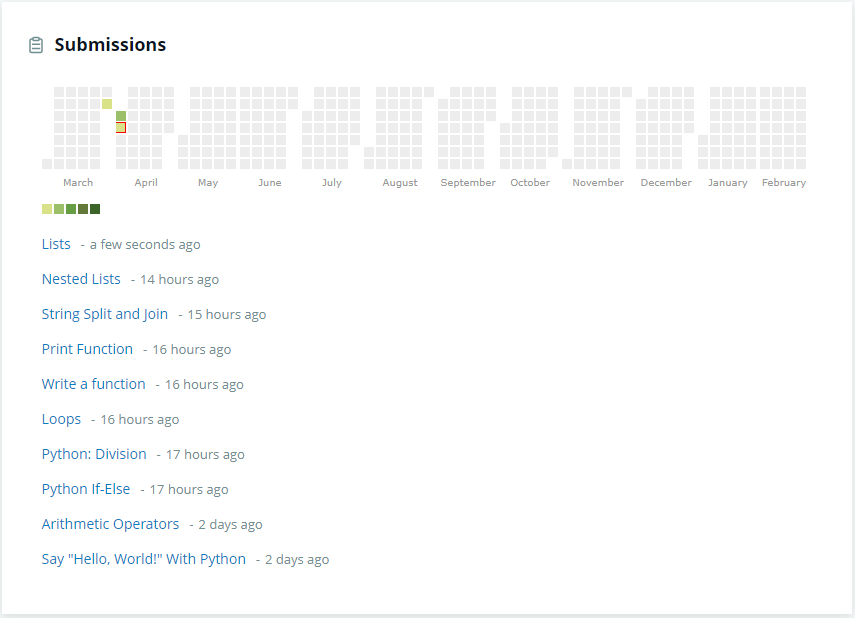 Submissions
March April May June July August September October November December January February
Lists - a few seconds ago
Nested Lists - 14 hours ago
String Split and Join - 15 hours ago
Print Function - 16 hours ago
Write a function - 16 hours ago
Loops - 16 hours ago
Python: Division - 17 hours ago
Python If-Else - 17 hours ago
Arithmetic Operators - 2 days ago
Say "Hello, World!" With Python - 2 days ago